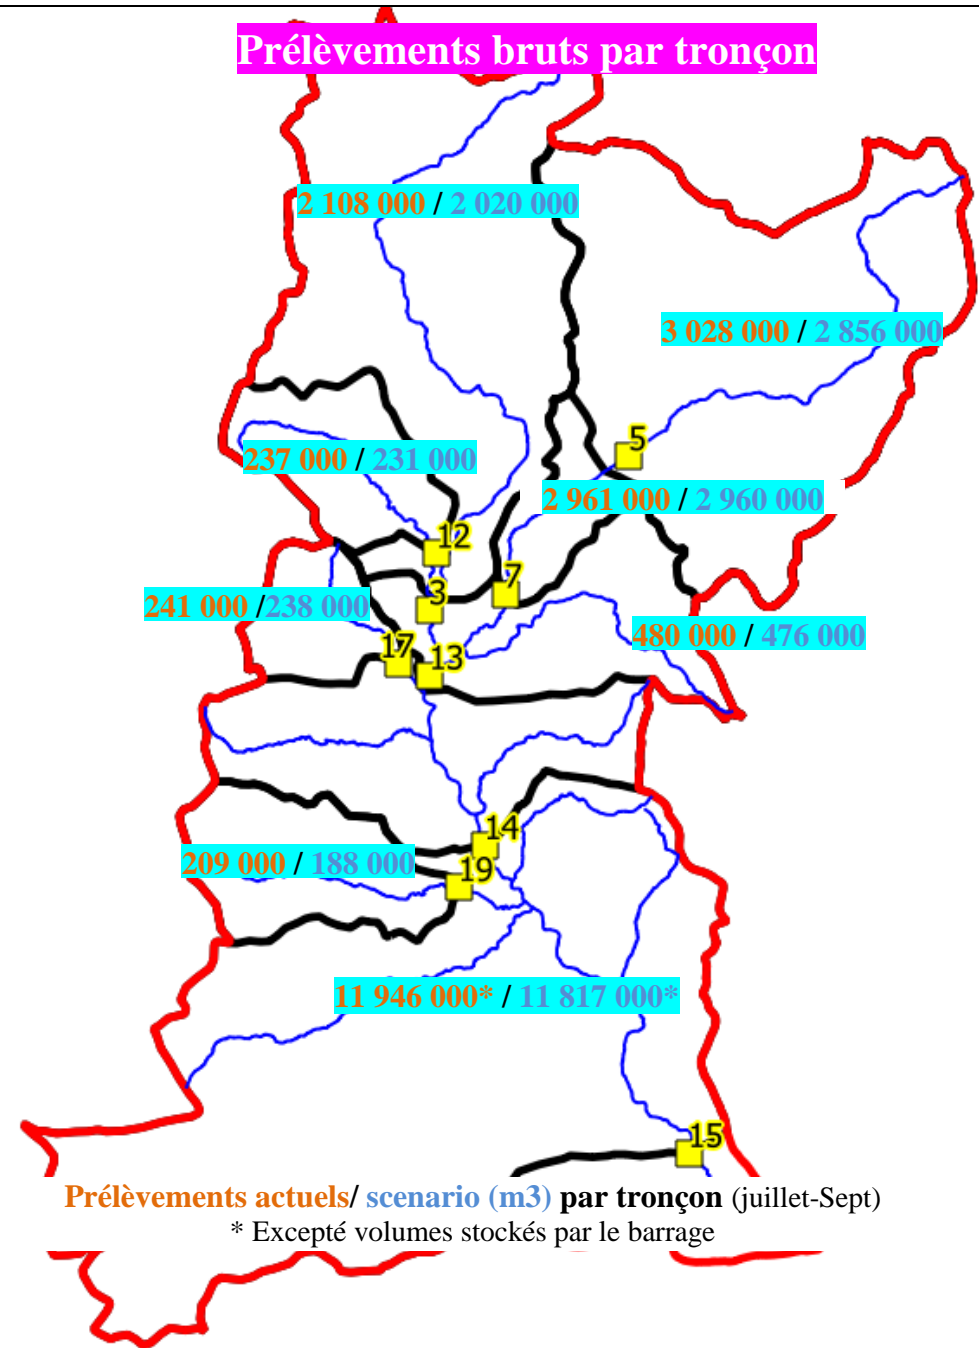 Prélèvements bruts par tronçon
2 108 000 / 2 020 000
3 028 000 / 2 856 000
5
237 000 / 231 000
2 961 000 / 2 960 000
12
7
3
241 000 /238 000
480 000 / 476 000
17
13
14
209 000 / 188 000
19
11 946 000* / 11 817 000*
15
Prélèvements actuels/ scenario (m3) par tronçon (juillet-Sept)
* Excepté volumes stockés par le barrage